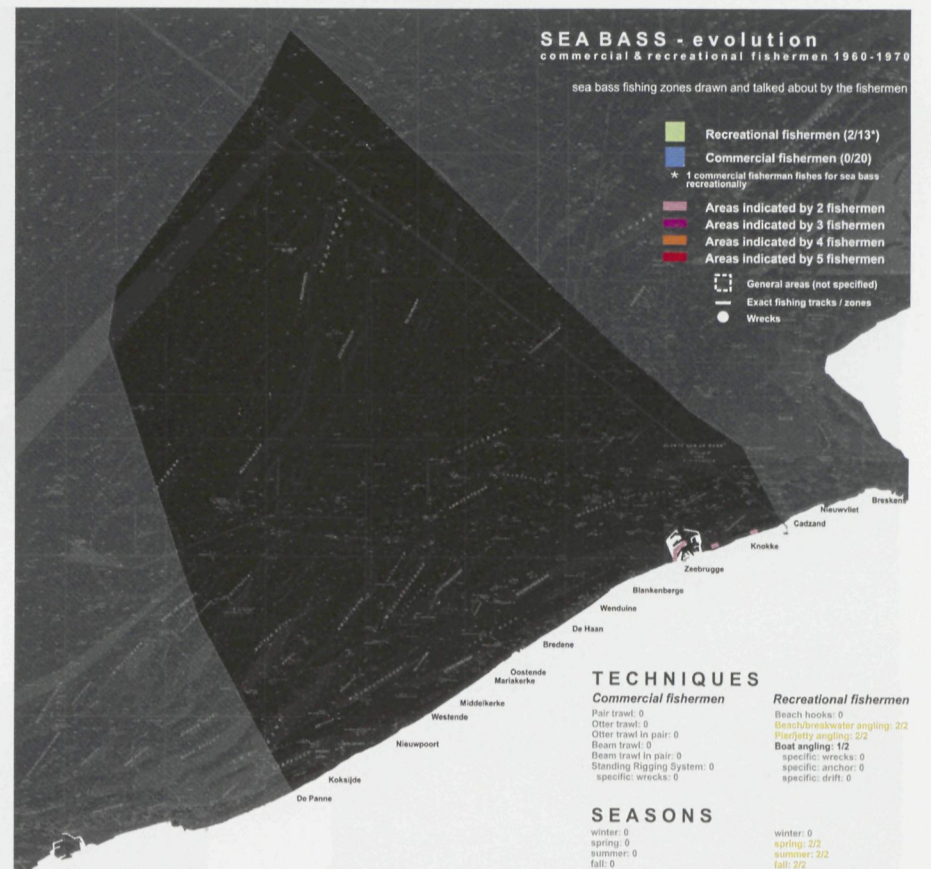 SEA BASS - evolution
commercial & recreational fishermen 1960-1970
sea bass fishing zones drawn and talked about by the fishermen
Recreational fishermen (2/13*)
Commercial fishermen (0/20)
* 1 commercial fisherman fishes for sea bass
recreationally
Areas indicated by 2 fishermen
Areas indicated by 3 fishermen
Areas indicated by 4 fishermen
Areas indicated by 5 fishermen
General areas (not specified)
Exact fishing tracks / zones
Wrecks
Breskens
Nieuwvliet
Cadzand
Knokke
Zeebrugge
Blankenberge
Wenduine
De Haan
Bredene
Oostende
Mariakerke
Middelkerke
Westende
Nieuwpoort
Koksijde
De Panne
TECHNIQUES
Commercial fishermen
Pair trawl: 0
Otter trawl: 0
Otter trawl in pair: 0
Beam trawl: 0
Beam trawl in pair: 0
Standing Rigging System: 0
specific: wrecks: 0
Recreational fishermen
Beach hooks: 0
Beach/breakwater angling: 2/2
Pier/jetty angling: 2/2
Boat angling: 1/2
specific: wrecks: 0
specific: anchor: 0
specific: drift: 0
SEASONS
winter: 0
spring: 0
summer: 0
fall: 0
winter: 0
spring: 2/2
summer: 2/2
fall: 2/2